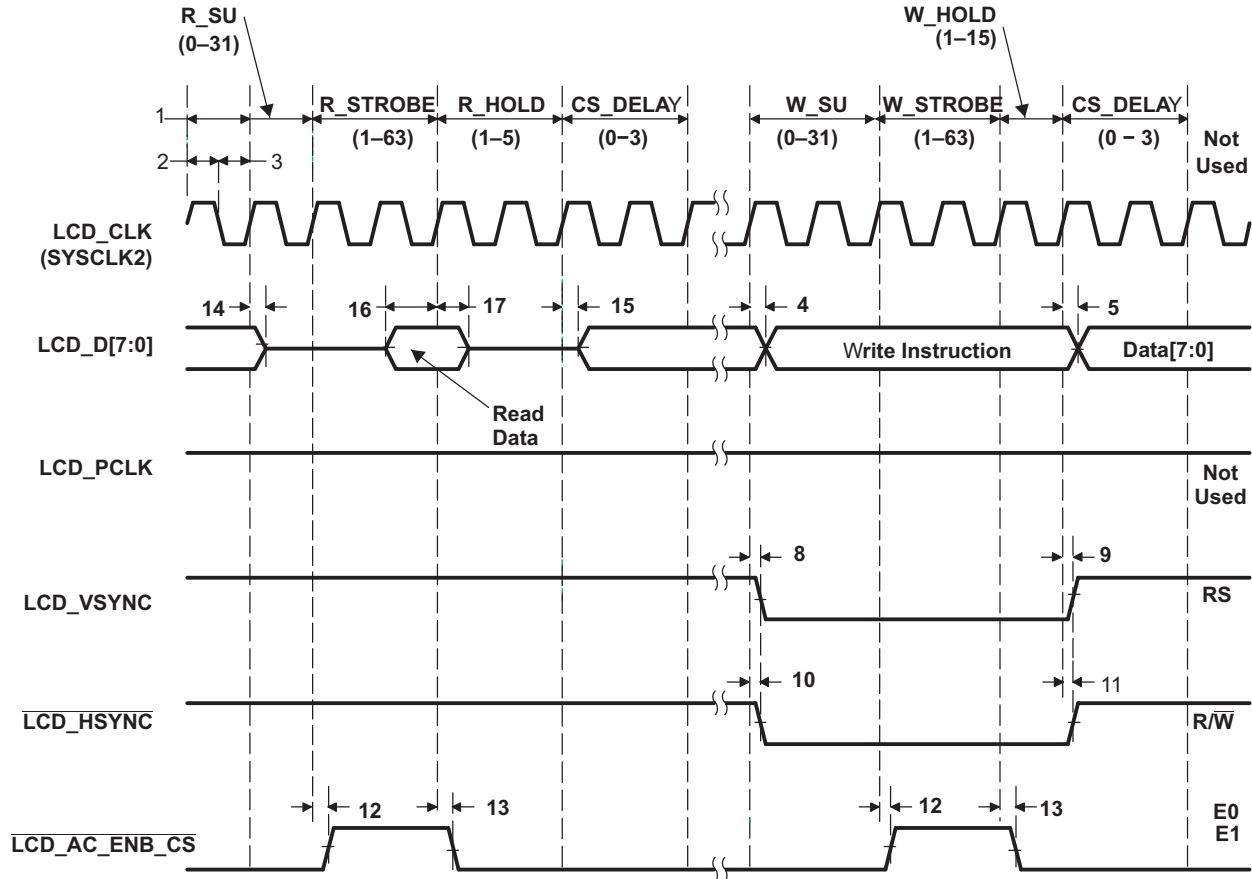 R_SU
(0–31)
W_HOLD
(1–15)
1
R_STROBE
(1–63)
R_HOLD
(1–5)
CS_DELAY
(0−3)
W_SU
(0–31)
W_STROBE
(1–63)
CS_DELAY
(0 − 3)
Not
Used
2
3
LCD_CLK
(SYSCLK2)
14
16
17
15
4
5
LCD_D[7:0]
Write Instruction
Data[7:0]
Read
Data
LCD_PCLK
Not
Used
8
9
LCD_VSYNC
RS
10
11
LCD_HSYNC
R/W
12
13
12
13
E0
E1
LCD_AC_ENB_CS